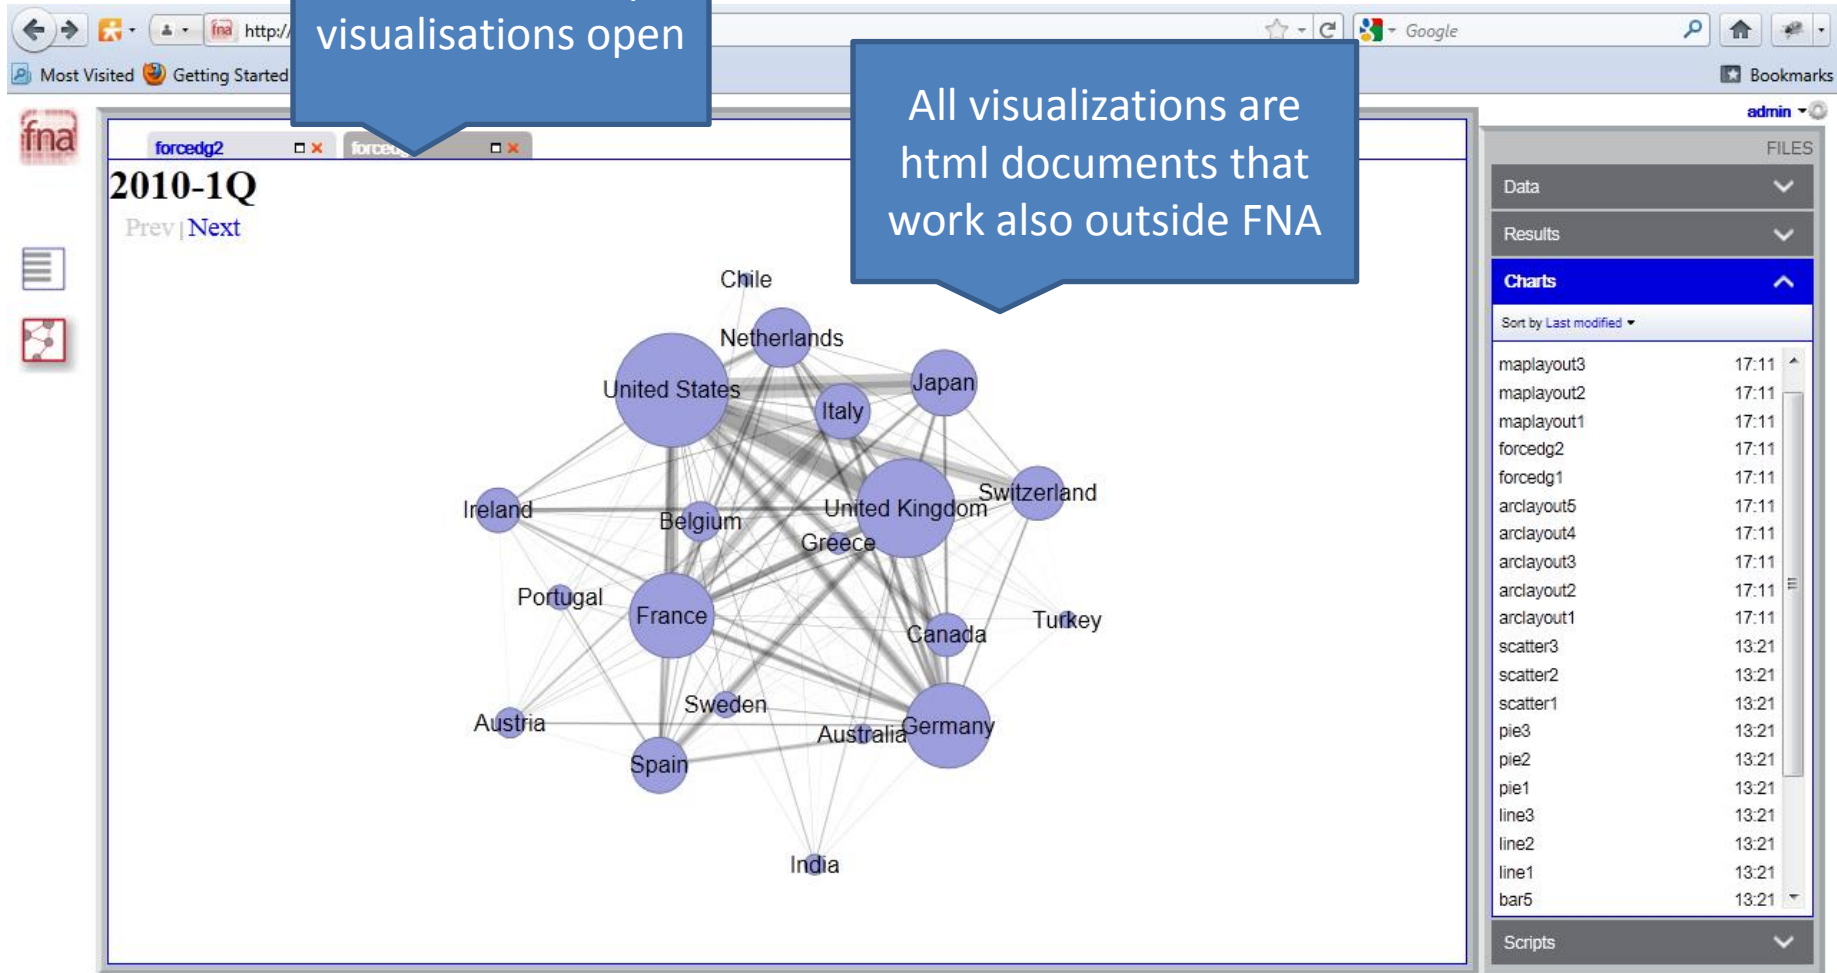 visualisations open
http://
Google
Most Visited
Getting Started
Bookmarks
All visualizations are
html documents that
work also outside FNA
admin
fna
forcedg2
FILES
2010-1Q
Prev | Next
Data
Results
Charts
Sort by Last modified
maplayout3 17:11
maplayout2 17:11
maplayout1 17:11
forcedg2 17:11
forcedg1 17:11
arclayout5 17:11
arclayout4 17:11
arclayout3 17:11
arclayout2 17:11
arclayout1 17:11
scatter3 13:21
scatter2 13:21
scatter1 13:21
pie3 13:21
pie2 13:21
pie1 13:21
line3 13:21
line2 13:21
line1 13:21
bar5 13:21
Scripts
Chile
Netherlands
United States
Japan
Italy
Switzerland
Ireland
United Kingdom
Belgium
Greece
Portugal
France
Turkey
Canada
Sweden
Austria
Australia
Germany
Spain
India